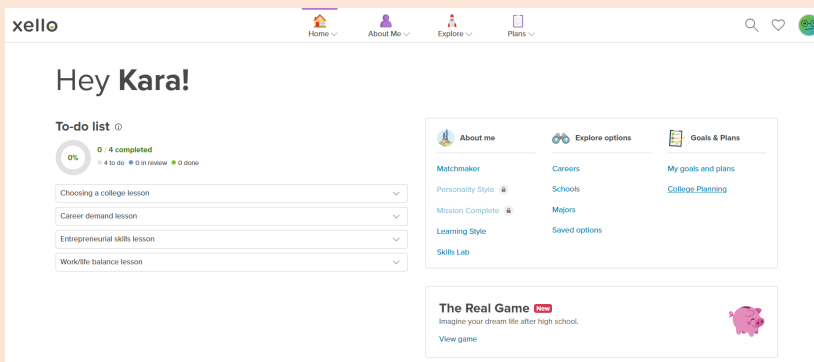 xello
Home
About Me
Explore
Plans
Hey Kara!
To-do list
0%
0 / 4 completed
4 to do 0 in review 0 done
Choosing a college lesson
Career demand lesson
Entrepreneurial skills lesson
Work/life balance lesson
About me
Matchmaker
Personality Style
Mission Complete
Learning Style
Skills Lab
Explore options
Careers
Schools
Majors
Saved options
Goals & Plans
My goals and plans
College Planning
The Real Game New
Imagine your dream life after high school.
View game